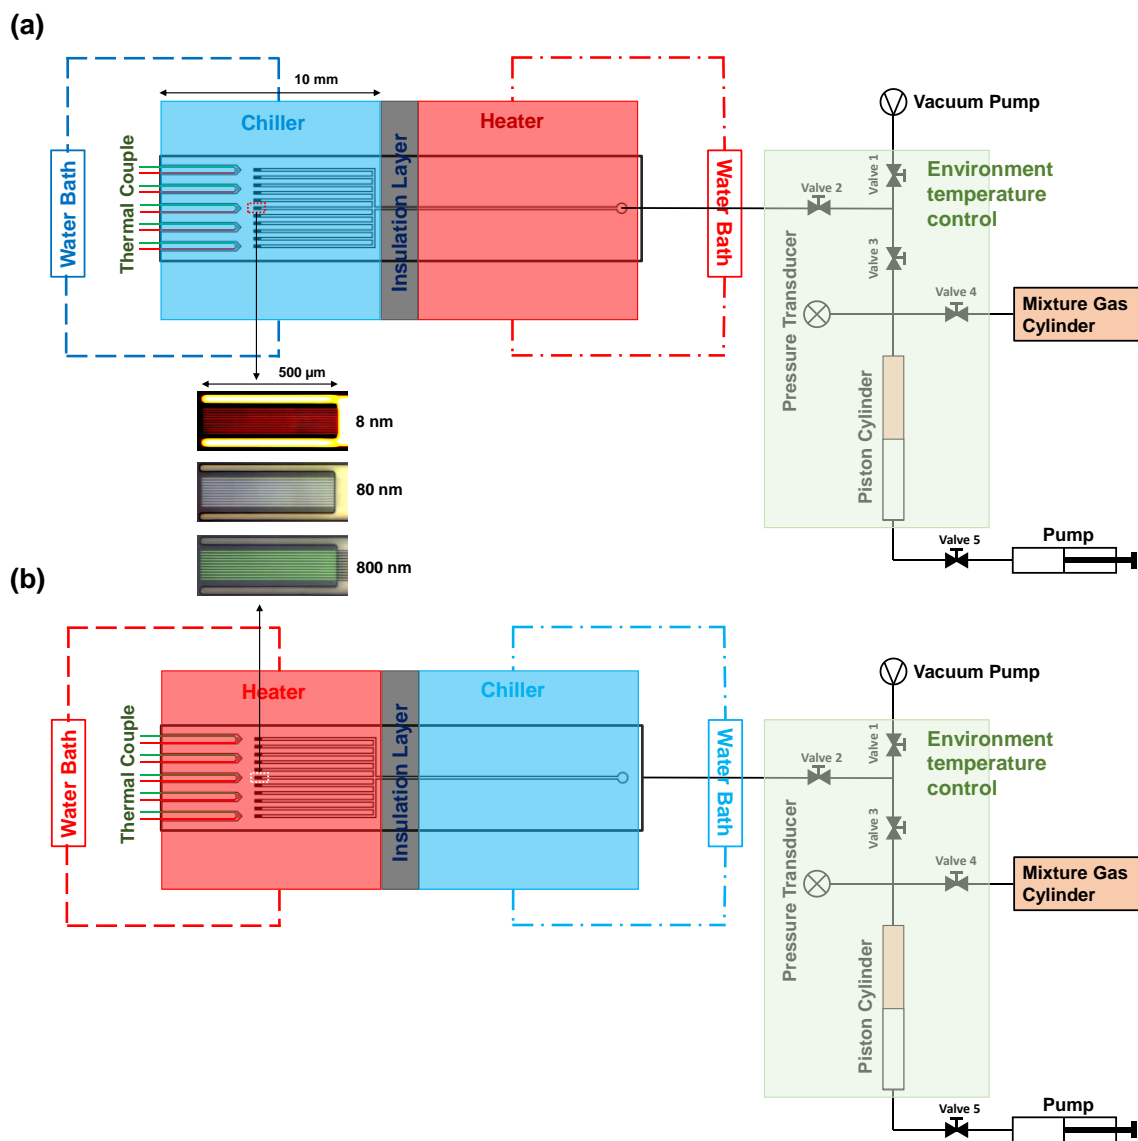 (a)
10 mm
Chiller
Heater
Insulation Layer
Water Bath
Thermal Couple
Water Bath
Vacuum Pump
Valve 1
Valve 2
Environment
temperature
control
Valve 3
Valve 4
Pressure Transducer
Mixture Gas
Cylinder
Piston Cylinder
Valve 5
Pump
500 µm
8 nm
80 nm
800 nm
(b)
Heater
Chiller
Insulation Layer
Water Bath
Thermal Couple
Water Bath
Vacuum Pump
Valve 1
Valve 2
Environment
temperature
control
Valve 3
Valve 4
Pressure Transducer
Mixture Gas
Cylinder
Piston Cylinder
Valve 5
Pump